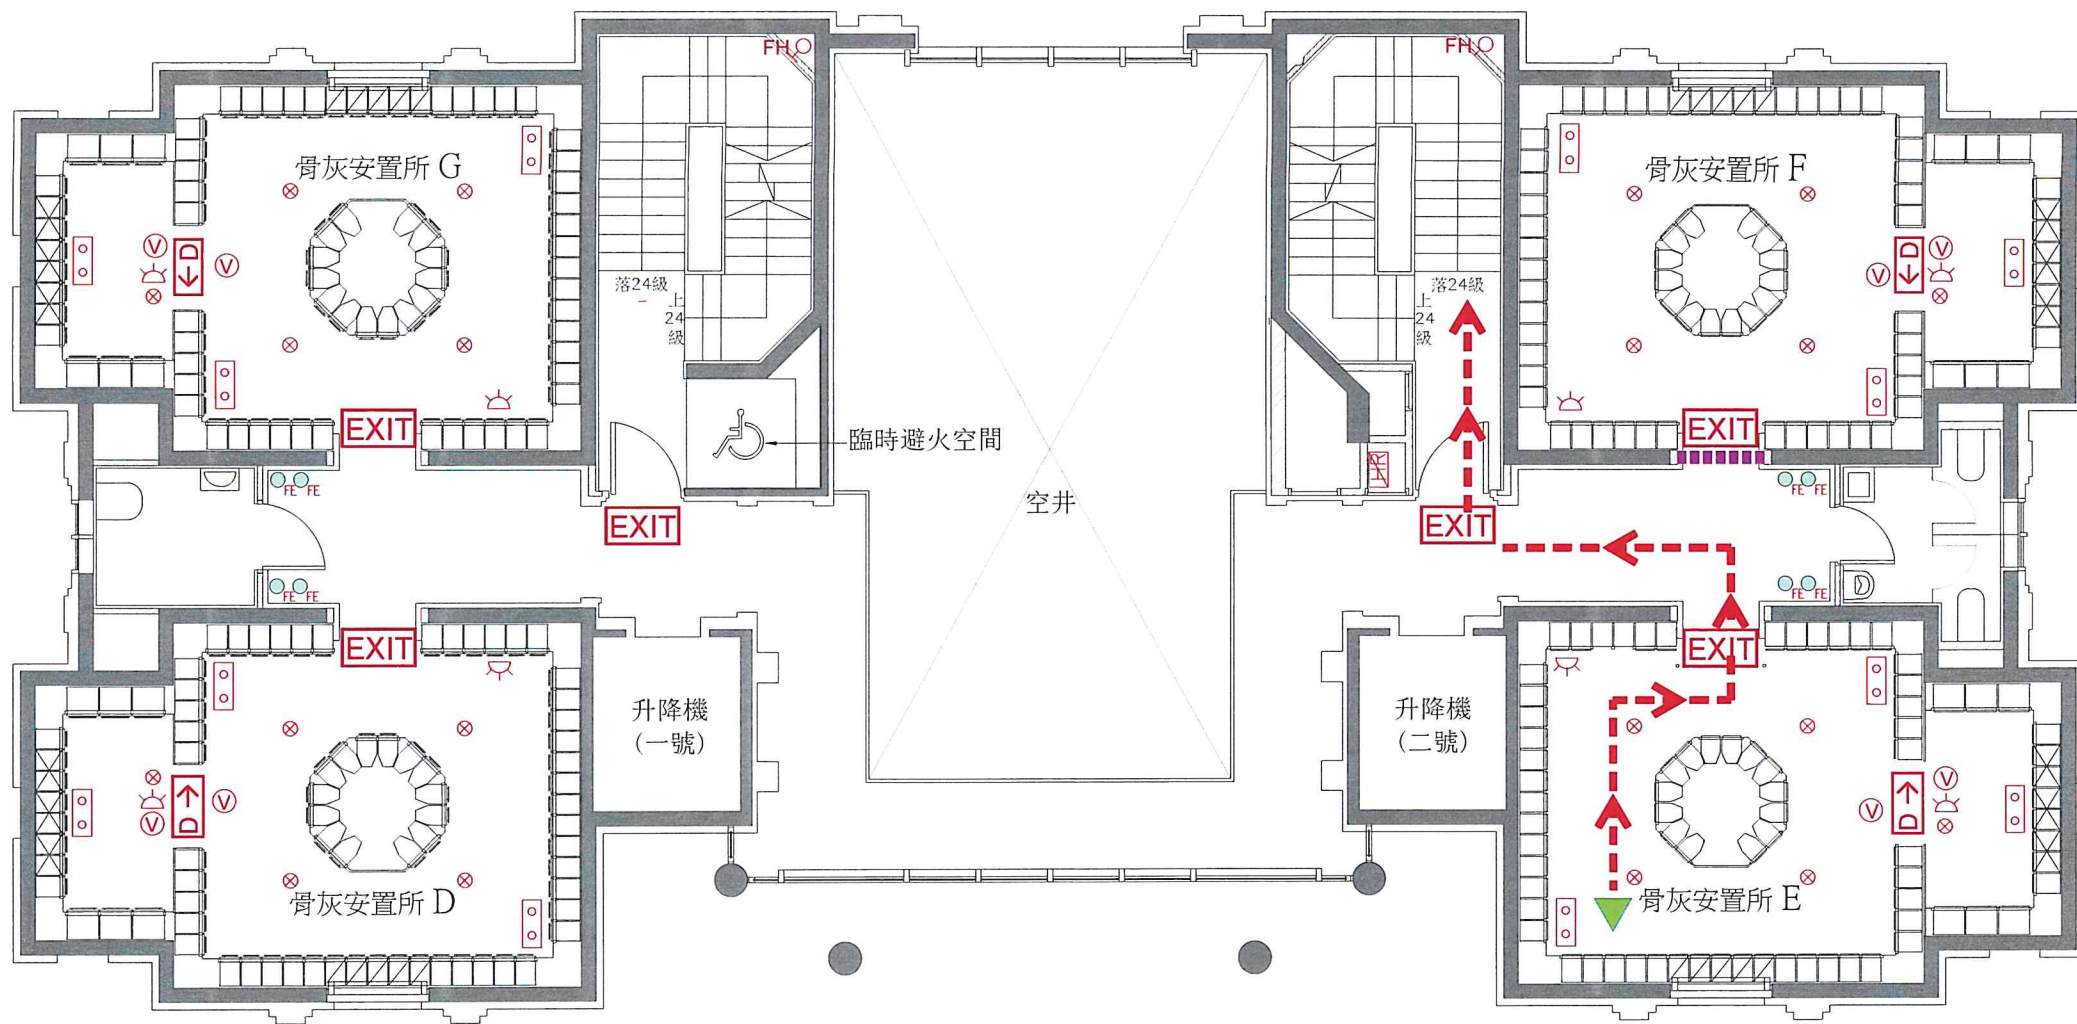 FH
FH
骨灰安置所 G
骨灰安置所 F
V
V
D
V
V
D
落24級
上
24
級
落24級
上
24
級
EXIT
EXIT
臨時避火空間
HR
FE FE
FE FE
空井
EXIT
EXIT
FE FE
FE FE
EXIT
EXIT
升降機
(一號)
升降機
(二號)
D
V
V
V
V
D
骨灰安置所 D
骨灰安置所 E